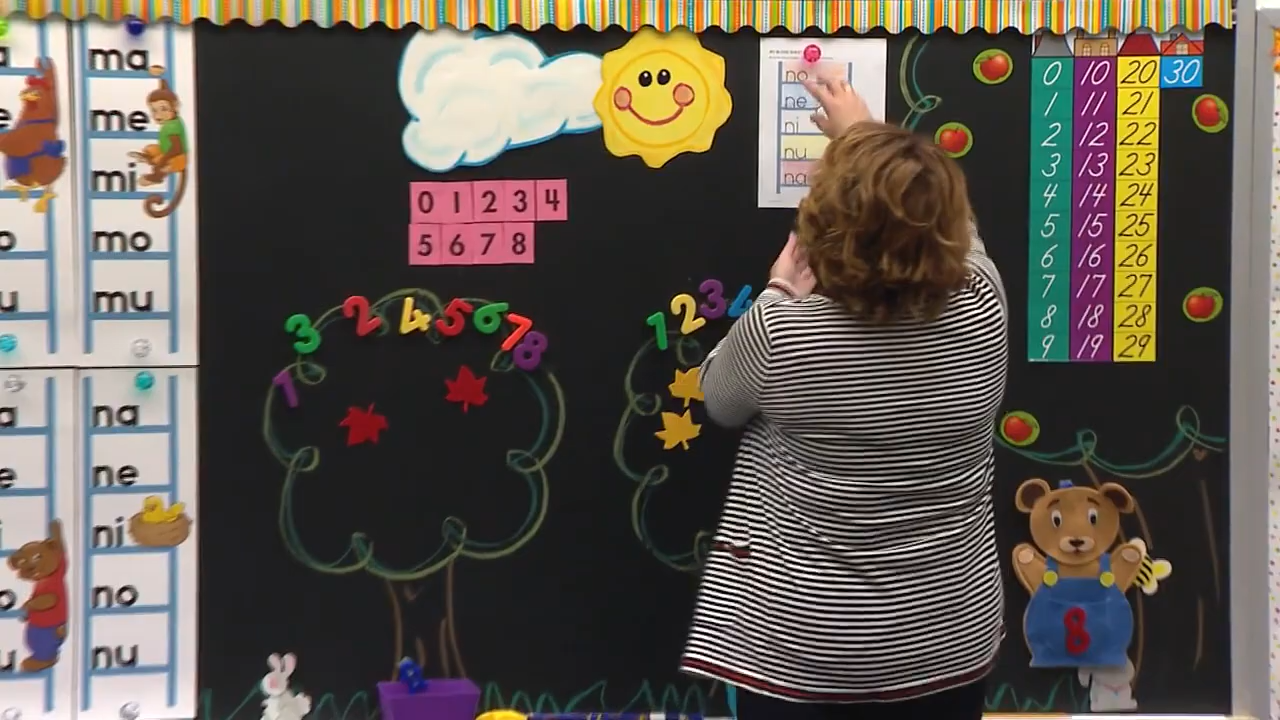 ma
me
mi
mo
mu
na
ne
ni
no
nu
0 1 2 3 4
5 6 7 8
1 3 2 4 5 6 7 8
1 2 3 4
no
ne
ni
nu
na
0 10 20 30
1 11 21
2 12 22
3 13 23
4 14 24
5 15 25
6 16 26
7 17 27
8 18 28
9 19 29
8